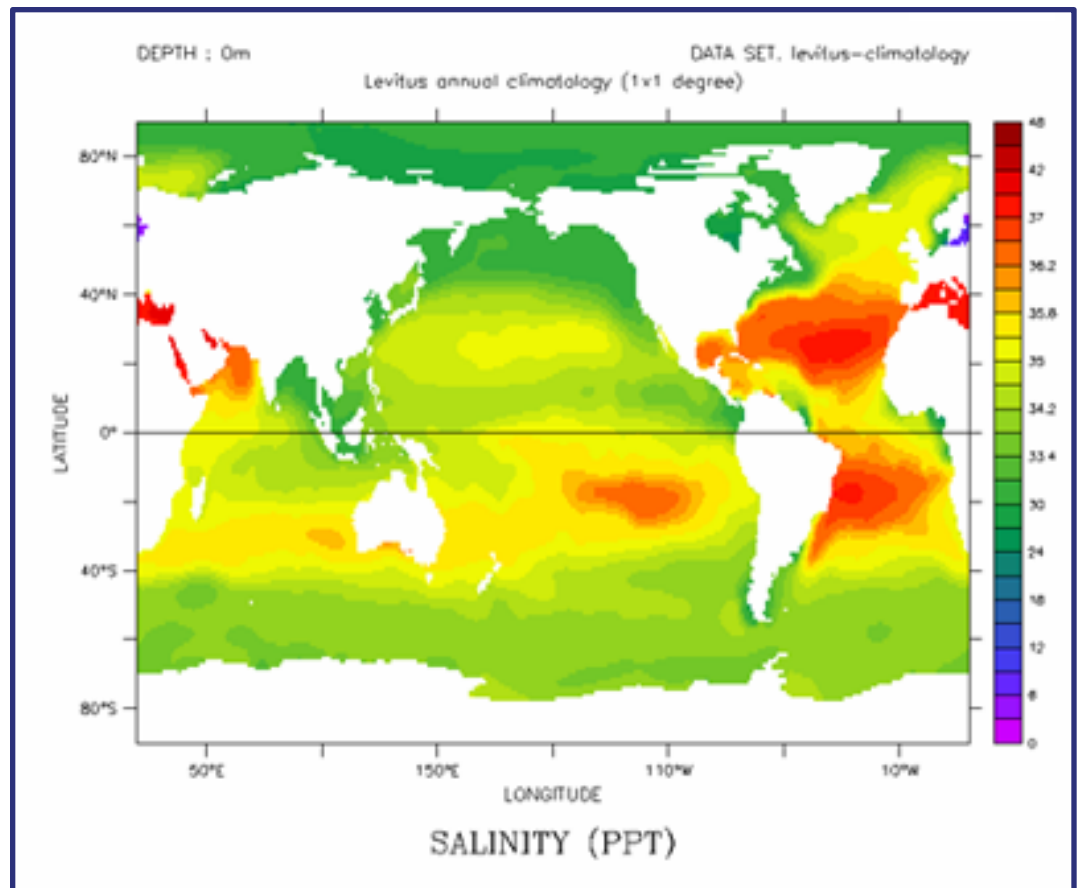 DEPTH : 0m
DATA SET. levitus-climatology
Levitus annual climatology (1x1 degree)
80°N
40°N
0°
40°S
80°S
LATITUDE
50°E
150°E
110°W
10°W
LONGITUDE
48
42
37
36.2
35.8
35
34.2
33.4
30
24
18
12
6
0
SALINITY (PPT)